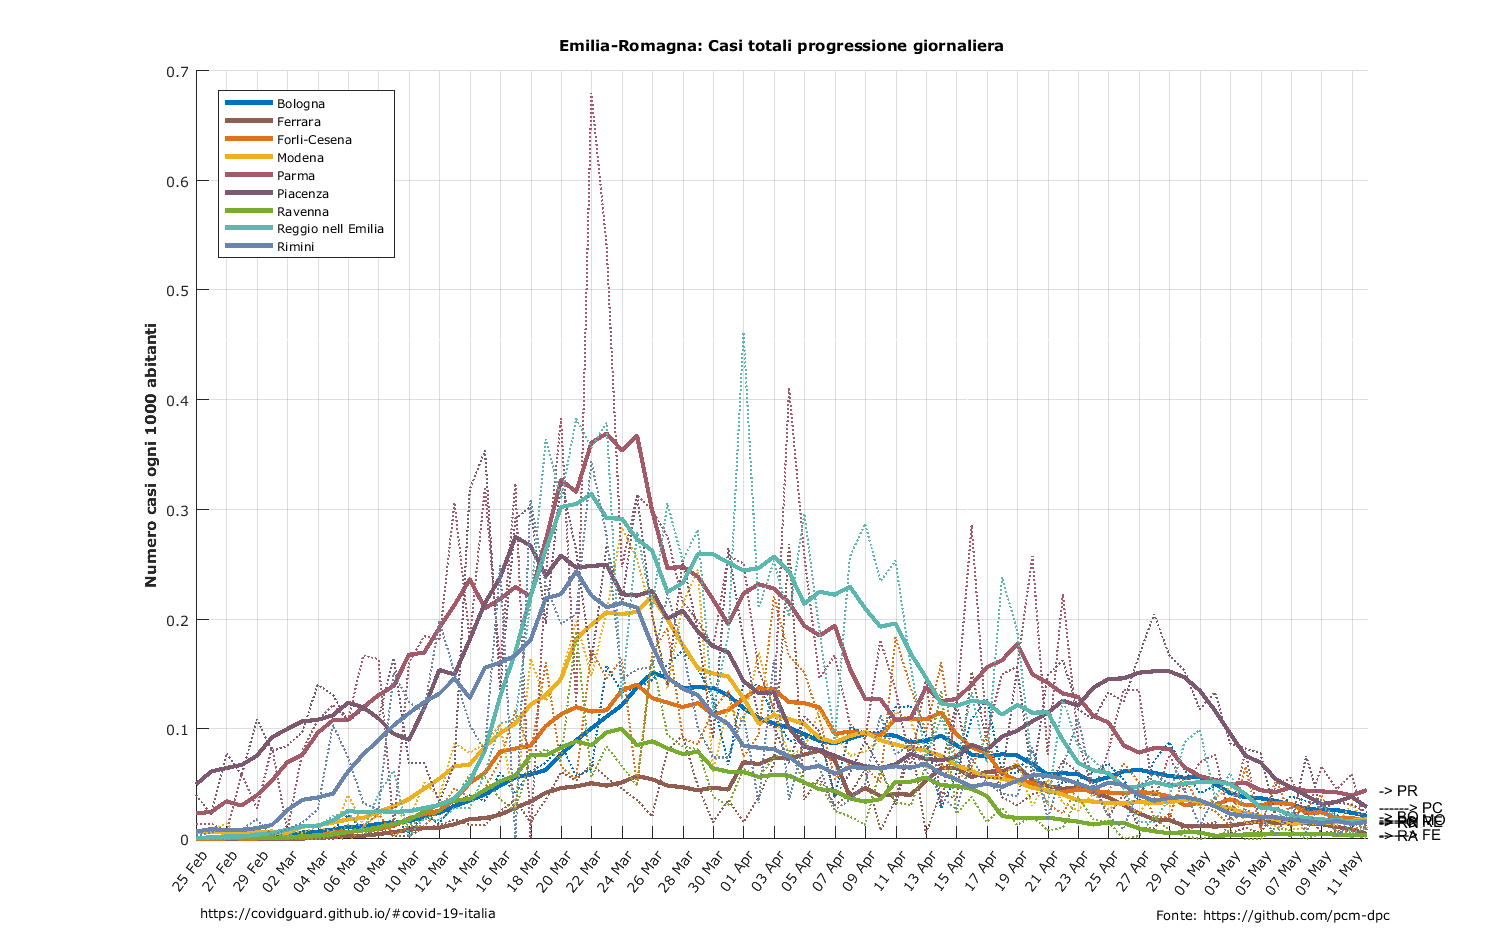 Emilia-Romagna: Casi totali progressione giornaliera
Numero casi ogni 1000 abitanti
0.7
0.6
0.5
0.4
0.3
0.2
0.1
0
Bologna
Ferrara
Forli-Cesena
Modena
Parma
Piacenza
Ravenna
Reggio nell Emilia
Rimini
-> PR
------> PC
-> RA
FE
25 Feb
27 Feb
29 Feb
02 Mar
04 Mar
06 Mar
08 Mar
10 Mar
12 Mar
14 Mar
16 Mar
18 Mar
20 Mar
22 Mar
24 Mar
26 Mar
28 Mar
30 Mar
01 Apr
03 Apr
05 Apr
07 Apr
09 Apr
11 Apr
13 Apr
15 Apr
17 Apr
19 Apr
21 Apr
23 Apr
25 Apr
27 Apr
29 Apr
01 May
03 May
05 May
07 May
09 May
11 May
https://covidguard.github.io/#covid-19-italia
Fonte: https://github.com/pcm-dpc